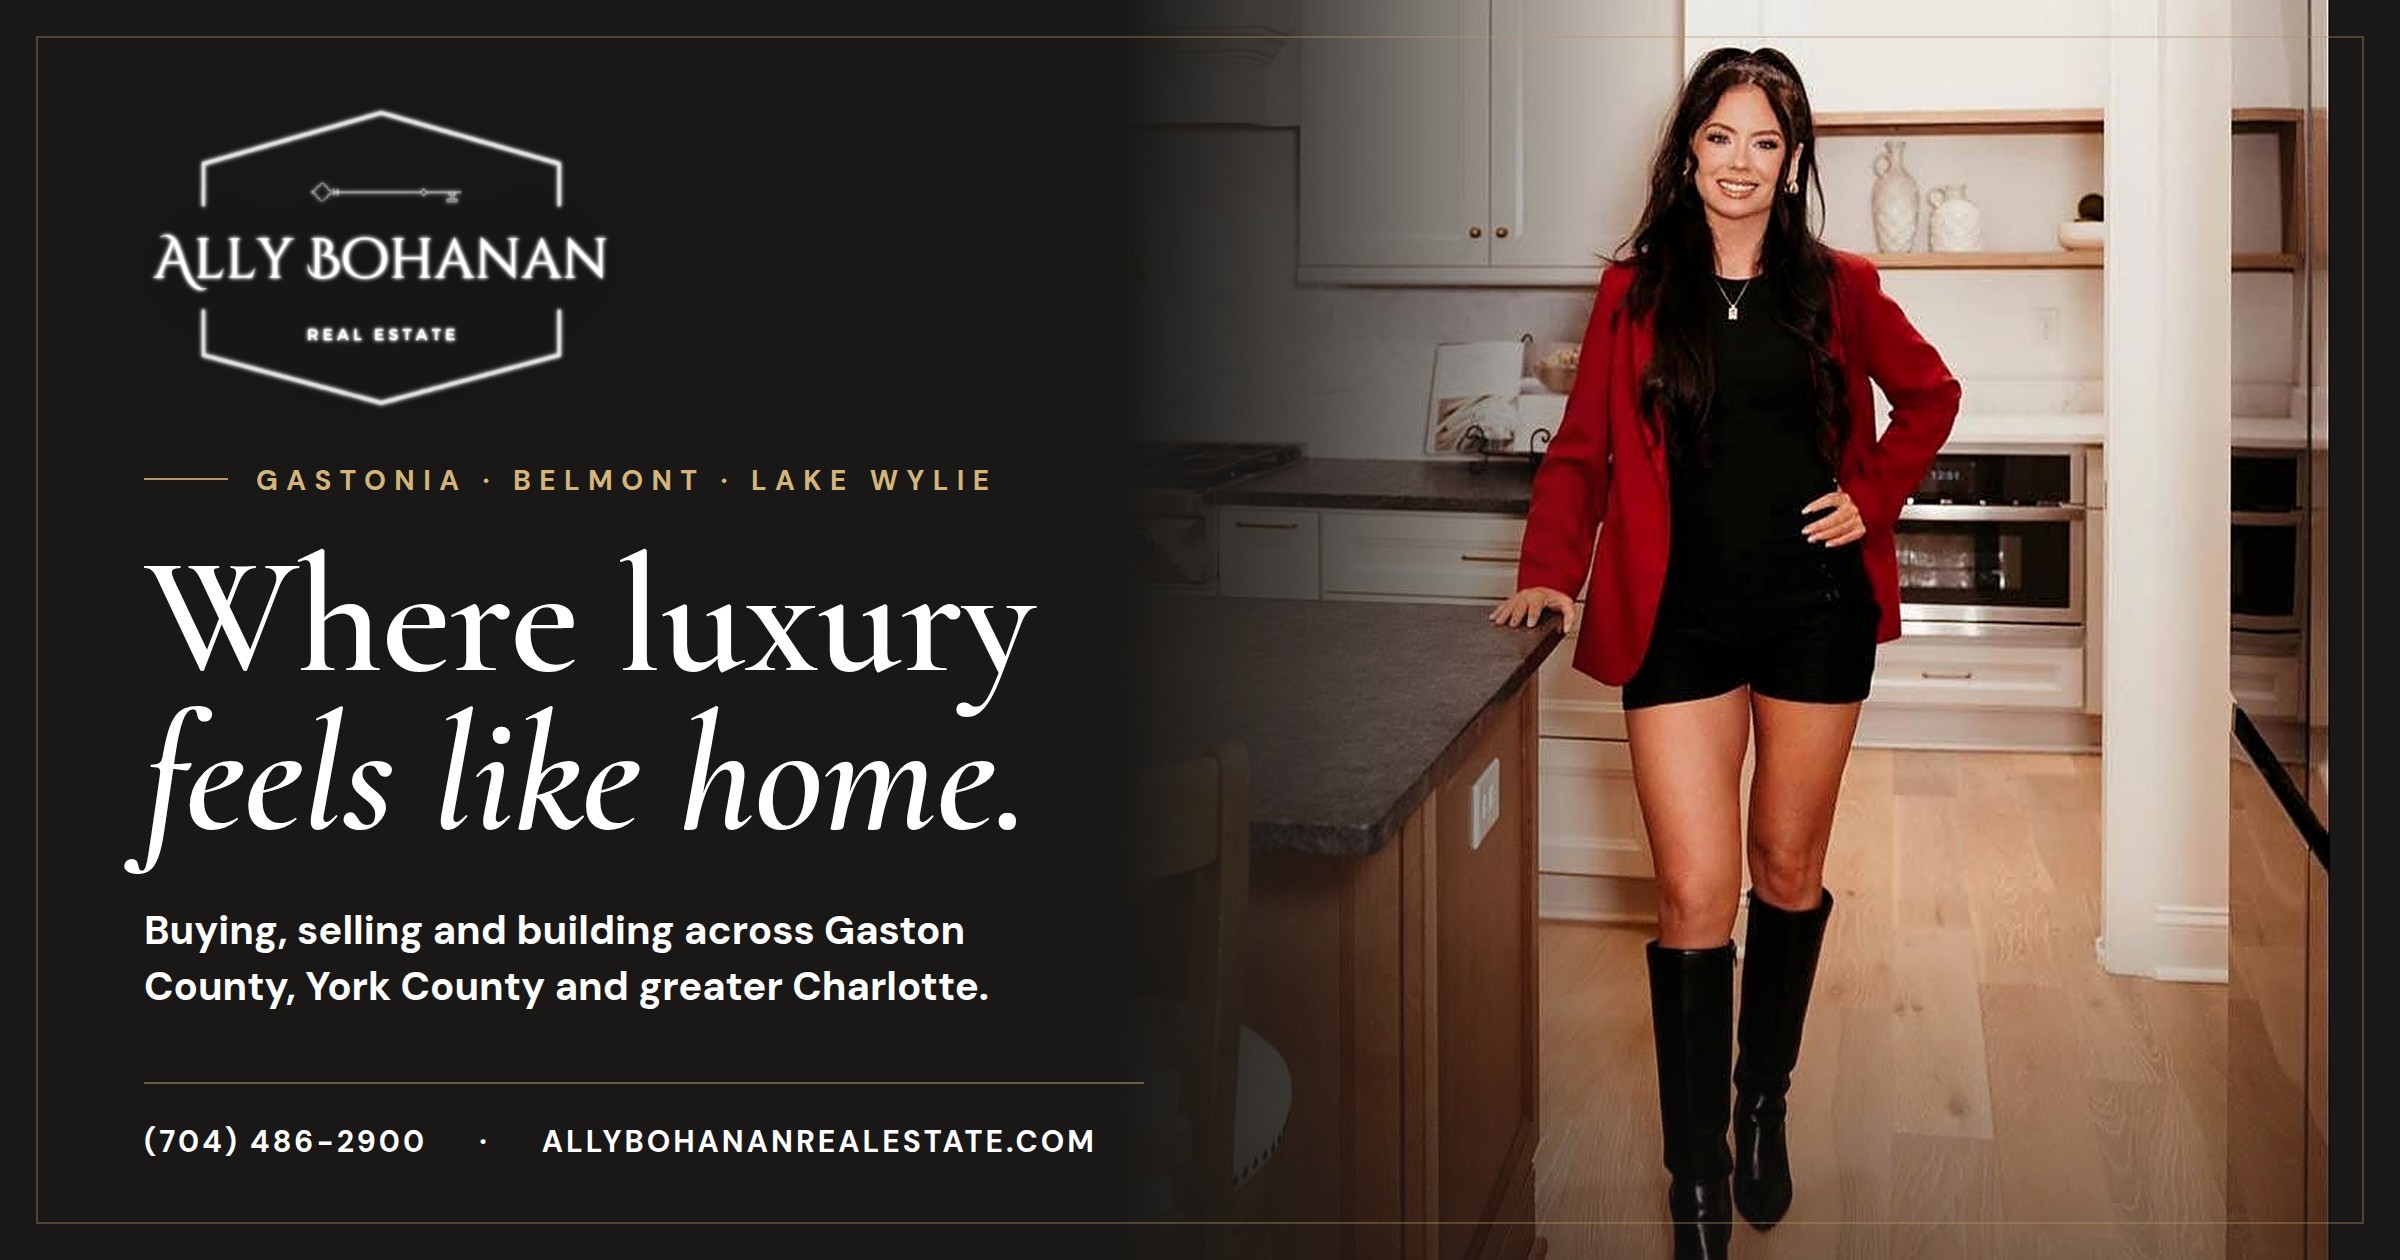 ALLY BOHANAN
REAL ESTATE
GASTONIA · BELMONT · LAKE WYLIE
Where luxury
feels like home.
Buying, selling and building across Gaston
County, York County and greater Charlotte.
(704) 486-2900 · ALLYBOHANANREALESTATE.COM